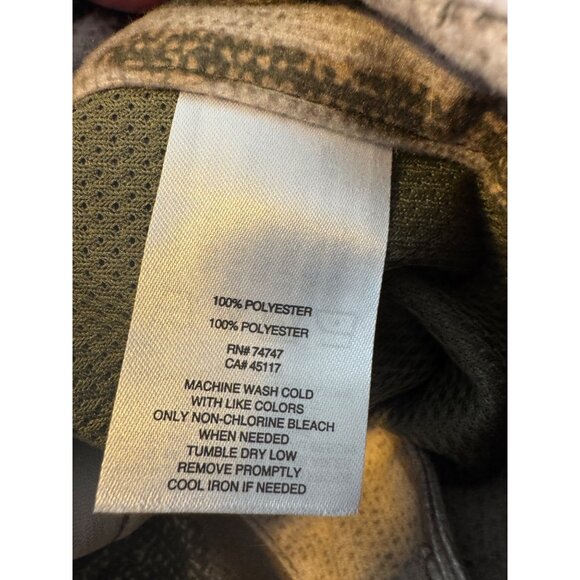 100% POLYESTER
100% POLYESTER
RN# 74747
CA# 45117
MACHINE WASH COLD
WITH LIKE COLORS
ONLY NON-CHLORINE BLEACH
WHEN NEEDED
TUMBLE DRY LOW
REMOVE PROMPTLY
COOL IRON IF NEEDED